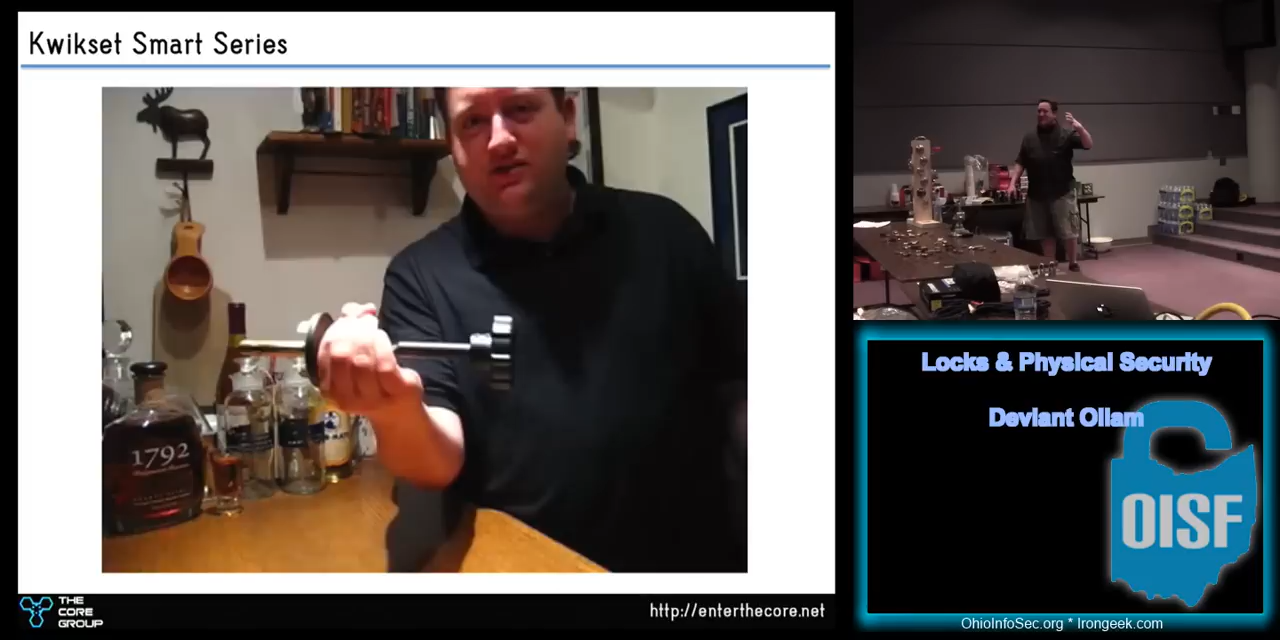 Kwikset Smart Series
1792
THE
CORE
GROUP
http://enterthecore.net
Locks & Physical Security
Deviant Ollam
OISF
OhioInfoSec.org * Irongeek.com